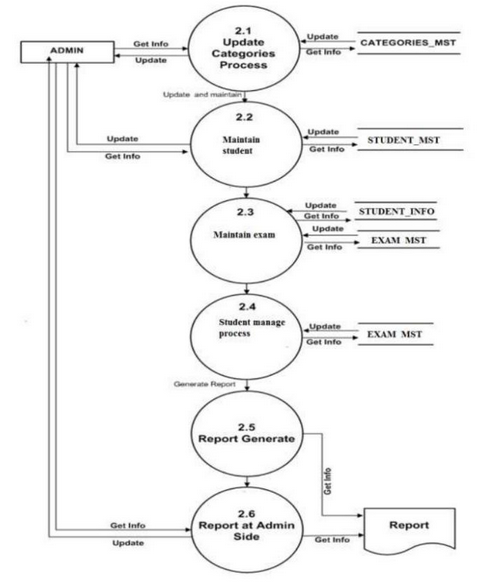 ADMIN
Get Info
Update
2.1
Update
Categories
Process
Update
Get Info
CATEGORIES_MST
Update and maintain
2.2
Maintain
student
Update
Get Info
Update
Get Info
STUDENT_MST
2.3
Maintain exam
Update
Get Info
STUDENT_INFO
Update
Get Info
EXAM MST
2.4
Student manage
process
Update
Get Info
EXAM MST
Generate Report
2.5
Report Generate
Get Info
2.6
Report at Admin
Side
Get Info
Update
Get Info
Report